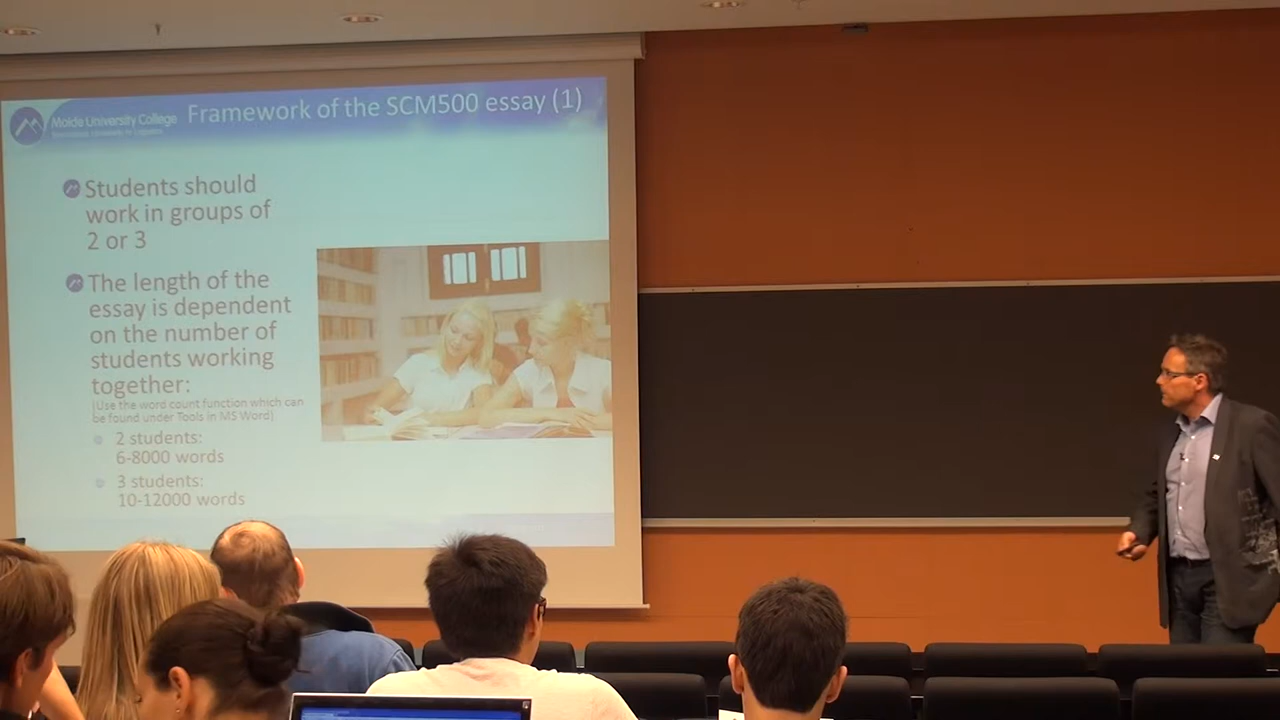 Framework of the SCM500 essay (1)
Molde University College
Students should
work in groups of
2 or 3
The length of the
essay is dependent
on the number of
students working
together:
(Use the word count function which can
be found under Tools in MS Word)
2 students:
6-8000 words
3 students:
10-12000 words